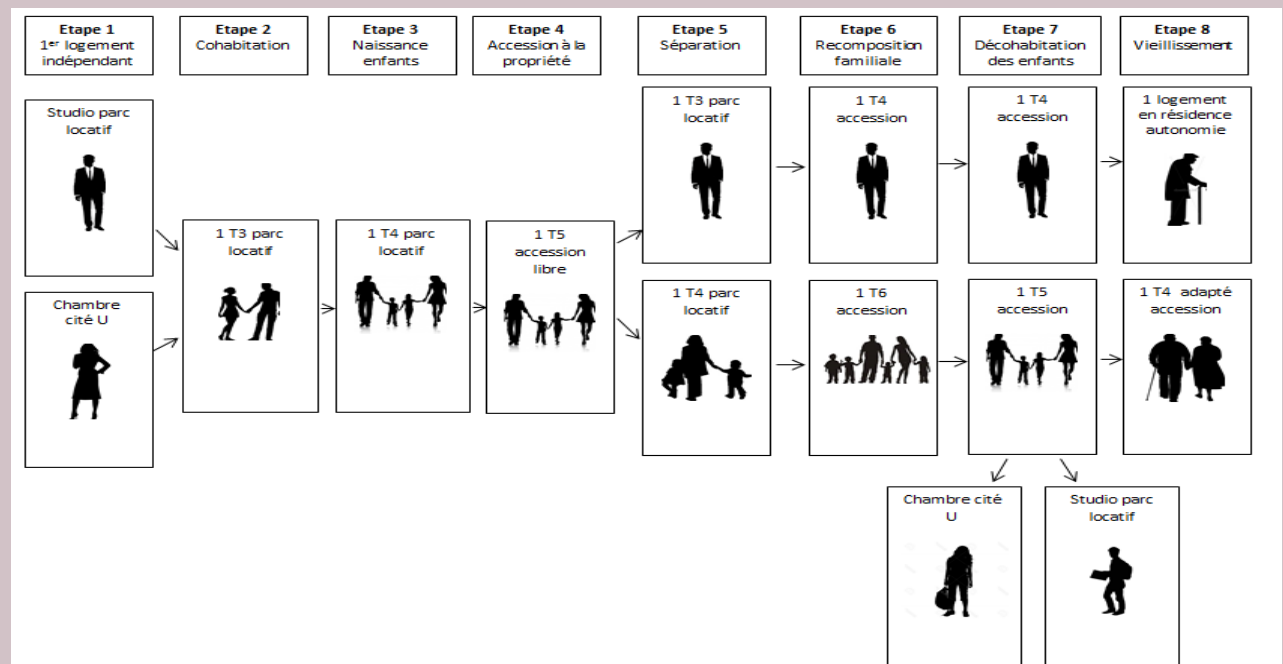 Etape 1
1er logement
indépendant
Etape 2
Cohabitation
Etape 3
Naissance
enfants
Etape 4
Accession à la
propriété
Etape 5
Séparation
Etape 6
Recomposition
familiale
Etape 7
Décohabitation
des enfants
Etape 8
Vieillissement
Studio parc
locatif
Chambre
cité U
1 T3 parc
locatif
1 T4 parc
locatif
1 T5
accession
libre
1 T3 parc
locatif
1 T4
accession
1 T4
accession
1 logement
en résidence
autonomie
1 T4 parc
locatif
1 T6
accession
1 T5
accession
1 T4 adapté
accession
Chambre cité
U
Studio parc
locatif